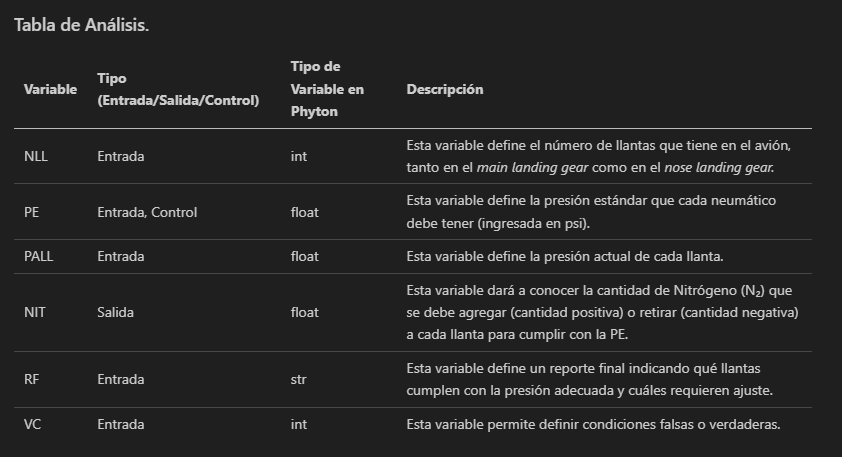 Tabla de Análisis.
Variable
Tipo
(Entrada/Salida/Control)
Tipo de
Variable en
Phyton
Descripción
NLL
Entrada
int
Esta variable define el número de llantas que tiene en el avión,
tanto en el main landing gear como en el nose landing gear.
PE
Entrada, Control
float
Esta variable define la presión estándar que cada neumático
debe tener (ingresada en psi).
PALL
Entrada
float
Esta variable define la presión actual de cada llanta.
NIT
Salida
float
Esta variable dará a conocer la cantidad de Nitrógeno (N₂) que
se debe agregar (cantidad positiva) o retirar (cantidad negativa)
a cada llanta para cumplir con la PE.
RF
Entrada
str
Esta variable define un reporte final indicando qué llantas
cumplen con la presión adecuada y cuáles requieren ajuste.
VC
Entrada
int
Esta variable permite definir condiciones falsas o verdaderas.